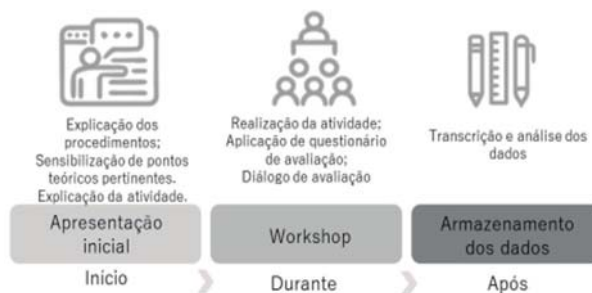 Explicação dos
procedimentos;
Sensibilização de pontos
teóricos pertinentes.
Explicação da atividade.
Realização da atividade;
Aplicação de questionário
de avaliação;
Diálogo de avaliação
Transcrição e análise dos
dados
Apresentação
inicial
Workshop
Armazenamento
dos dados
Início
Durante
Após